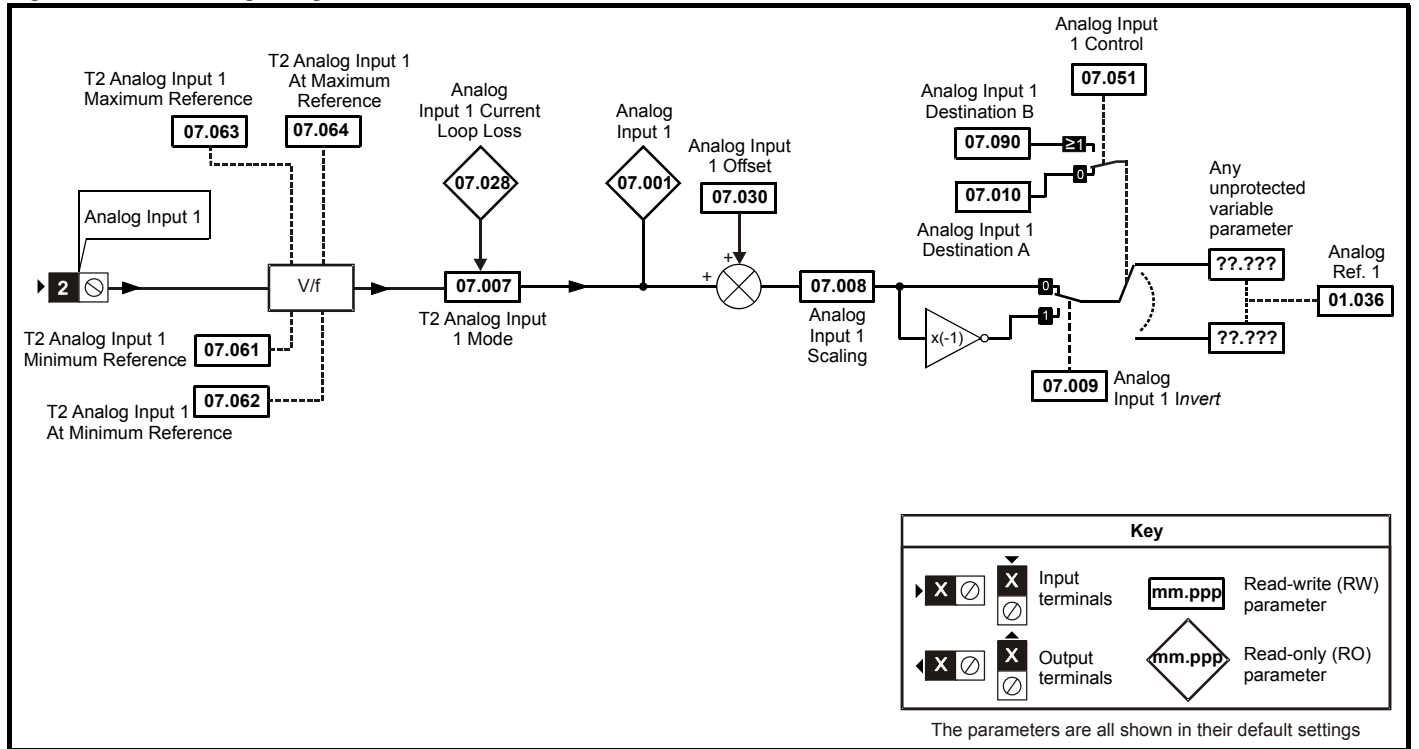 T2 Analog Input 1
Maximum Reference
07.063
T2 Analog Input 1
At Maximum
Reference
07.064
Analog
Input 1 Current
Loop Loss
07.028
Analog
Input 1
07.001
Analog Input
1 Offset
07.030
Analog Input
1 Control
07.051
Analog Input 1
Destination B
07.090
≥1
0
07.010
Analog Input 1
Destination A
Any
unprotected
variable
parameter
??.???
??.???
Analog
Ref. 1
01.036
Analog Input 1
2
V/f
07.007
T2 Analog Input
1 Mode
+
+
07.008
Analog
Input 1
Scaling
x(-1)
0
1
07.009
Analog
Input 1 Invert
T2 Analog Input 1
Minimum Reference
07.061
T2 Analog Input 1
At Minimum Reference
07.062
Key
X
X
Input
terminals
mm.ppp
Read-write (RW)
parameter
X
X
Output
terminals
mm.ppp
Read-only (RO)
parameter
The parameters are all shown in their default settings